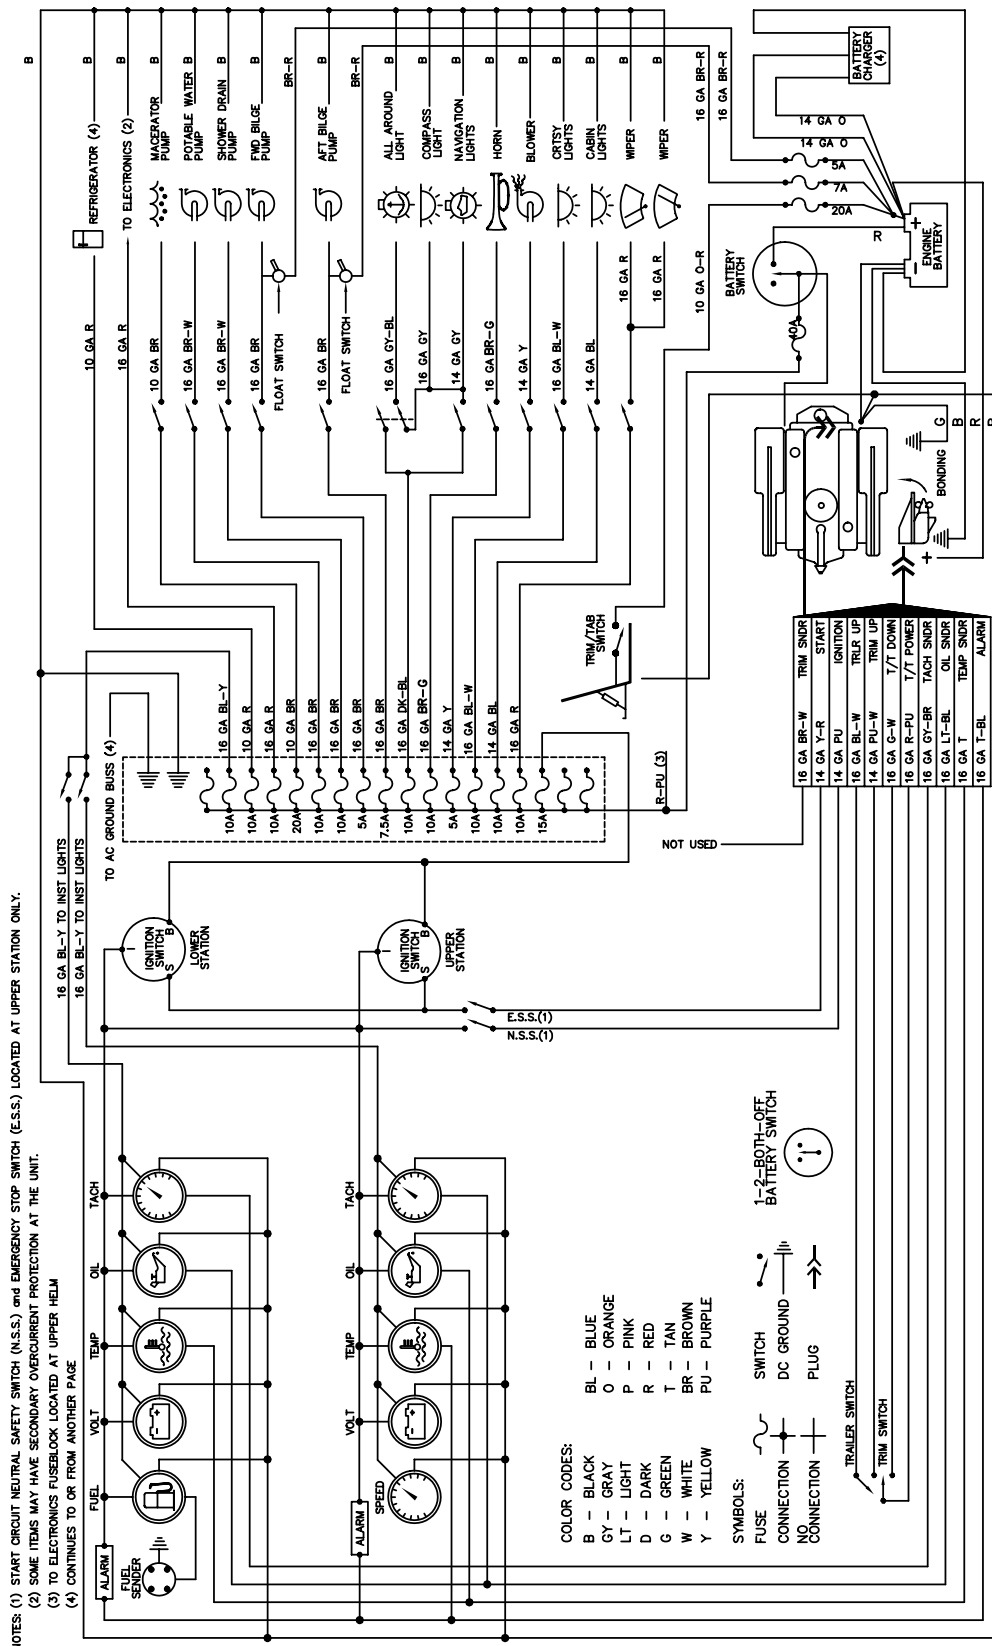 NOTES: (1) START CIRCUIT NEUTRAL SAFETY SWITCH (N.S.S.) and EMERGENCY STOP SWITCH (E.S.S.) LOCATED AT UPPER STATION ONLY.
(2) SOME ITEMS MAY HAVE SECONDARY OVERCURRENT PROTECTION AT THE UNIT.
(3) TO ELECTRONICS FUSEBLOCK LOCATED AT UPPER HELM
(4) CONTINUES TO OR FROM ANOTHER PAGE
B
B
B
B
B
B
B
BR-R
B
BR-R
B
B
B
B
B
B
B
B
B
REFRIGERATOR (4)
TO ELECTRONICS (2)
MACERATOR
PUMP
POTABLE WATER
PUMP
SHOWER DRAIN
PUMP
FWD BILGE
PUMP
AFT BILGE
PUMP
ALL AROUND
LIGHT
COMPASS
LIGHT
NAVIGATION
LIGHTS
HORN
BLOWER
CRTSY
LIGHTS
CABIN
LIGHTS
WIPER
WIPER
16 GA BR-R
16 GA BR-R
BATTERY
CHARGER
(4)
14 GA O
14 GA O
5A
7A
20A
R
+
-
ENGINE
BATTERY
BATTERY
SWITCH
40A
10 GA O-R
10 GA R
16 GA R
10 GA BR
16 GA BR-W
16 GA BR-W
16 GA BR
FLOAT SWITCH
16 GA BR
FLOAT SWITCH
16 GA GY-BL
16 GA GY
14 GA GY
16 GA BR-G
14 GA Y
16 GA BL-W
14 GA BL
16 GA R
16 GA R
G
B
R
BONDING
+
TRIM/TAB
SWITCH
16 GA BL-Y
10 GA R
16 GA R
10 GA BR
16 GA BR
16 GA BR
16 GA BR
16 GA BR
16 GA DK-BL
16 GA BR-G
14 GA Y
16 GA BL-W
14 GA BL
16 GA R
R-PU (3)
TO AC GROUND BUSS (4)
10A
10A
10A
20A
10A
10A
5A
7.5A
10A
10A
5A
10A
10A
10A
15A
NOT USED
16 GA BR-W TRIM SNDR
14 GA Y-R START
14 GA PU IGNITION
16 GA BL-W TRLR UP
14 GA PU-W TRIM UP
16 GA G-W T/T DOWN
16 GA R-PU T/T POWER
16 GA GY-BR TACH SNDR
16 GA LT-BL OIL SNDR
16 GA T TEMP SNDR
16 GA T-BL ALARM
16 GA BL-Y TO INST LIGHTS
16 GA BL-Y TO INST LIGHTS
I
IGNITION
SWITCH
S B
LOWER
STATION
I
IGNITION
SWITCH
S B
UPPER
STATION
E.S.S.(1)
N.S.S.(1)
ALARM
FUEL
VOLT
TEMP
OIL
TACH
FUEL
SENDER
ALARM
SPEED
VOLT
TEMP
OIL
TACH
COLOR CODES:
B - BLACK
GY - GRAY
LT - LIGHT
D - DARK
G - GREEN
W - WHITE
Y - YELLOW
BL - BLUE
O - ORANGE
P - PINK
R - RED
T - TAN
BR - BROWN
PU - PURPLE
SYMBOLS:
FUSE
CONNECTION
NO
CONNECTION
SWITCH
DC GROUND
PLUG
1-2-BOTH-OFF
BATTERY SWITCH
TRAILER SWITCH
TRIM SWITCH